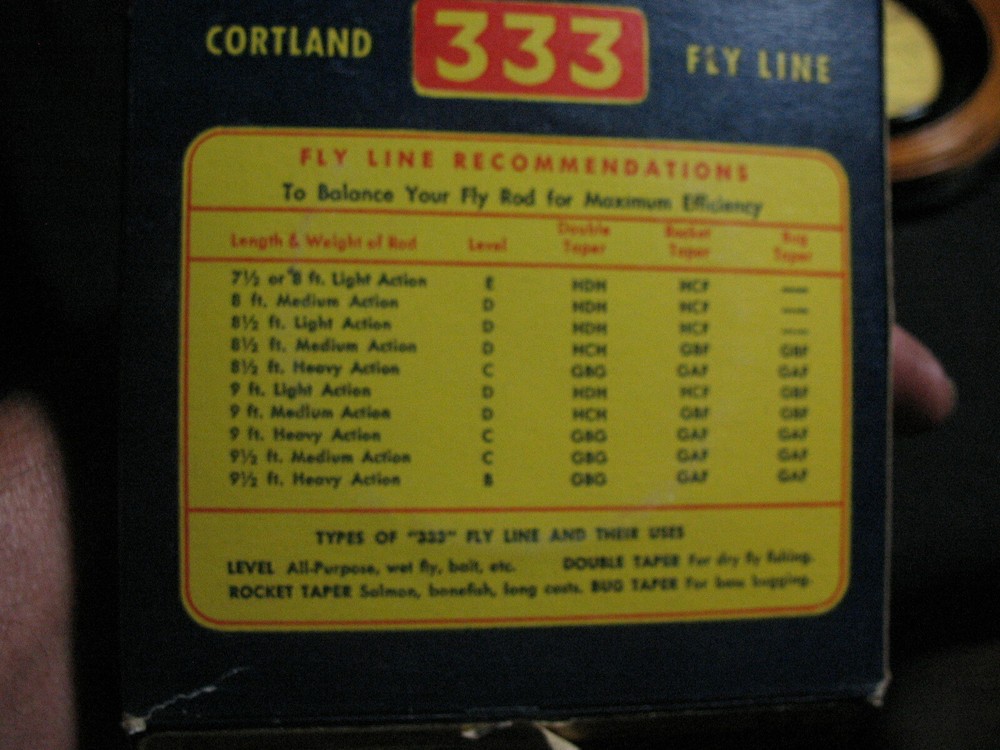 CORTLAND 333 FLY LINE
FLY LINE RECOMMENDATIONS
To Balance Your Fly Rod for Maximum Efficiency
Length & Weight of Rod Level Double Taper Rocket Taper Bug Taper
7½ or 8 ft. Light Action E HDH HCF —
8 ft. Medium Action D HDH HCF —
8½ ft. Light Action D HDH HCF —
8½ ft. Medium Action D HCH GBF GBF
8½ ft. Heavy Action C GBG GAF GAF
9 ft. Light Action D HDH HCF GBF
9 ft. Medium Action D HCH GBF GBF
9 ft. Heavy Action C GBG GAF GAF
9½ ft. Medium Action C GBG GAF GAF
9½ ft. Heavy Action B GBG GAF GAF
TYPES OF "333" FLY LINE AND THEIR USES
LEVEL All-Purpose, wet fly, bait, etc. DOUBLE TAPER For dry fly fishing.
ROCKET TAPER Salmon, bonefish, long casts. BUG TAPER For bass bugging.